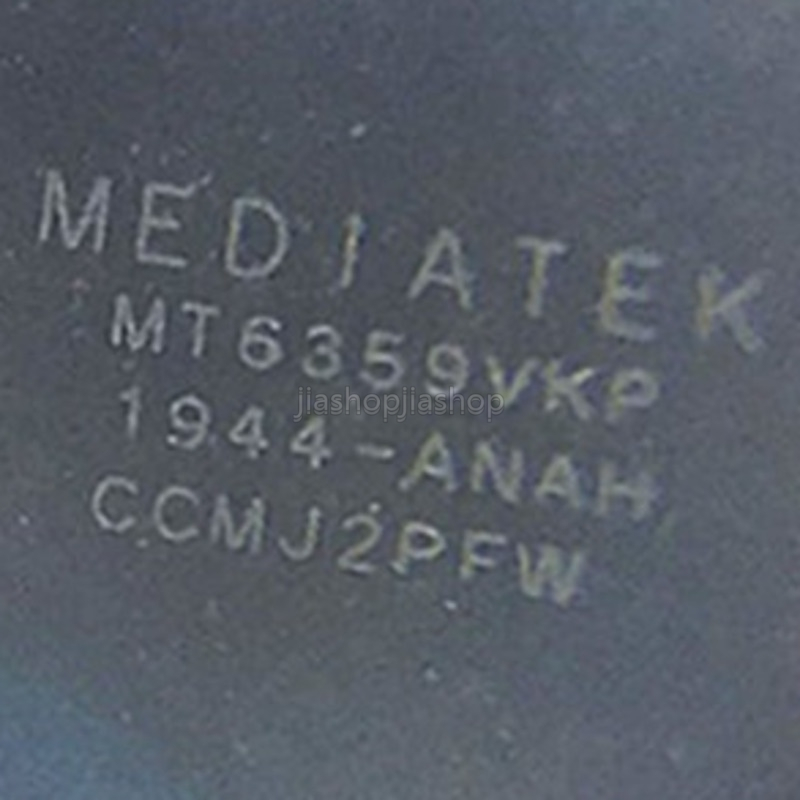 MEDIATEK
MT6359VKP
jiashopjiashop
1944-ANAH
CCMJ2PFW